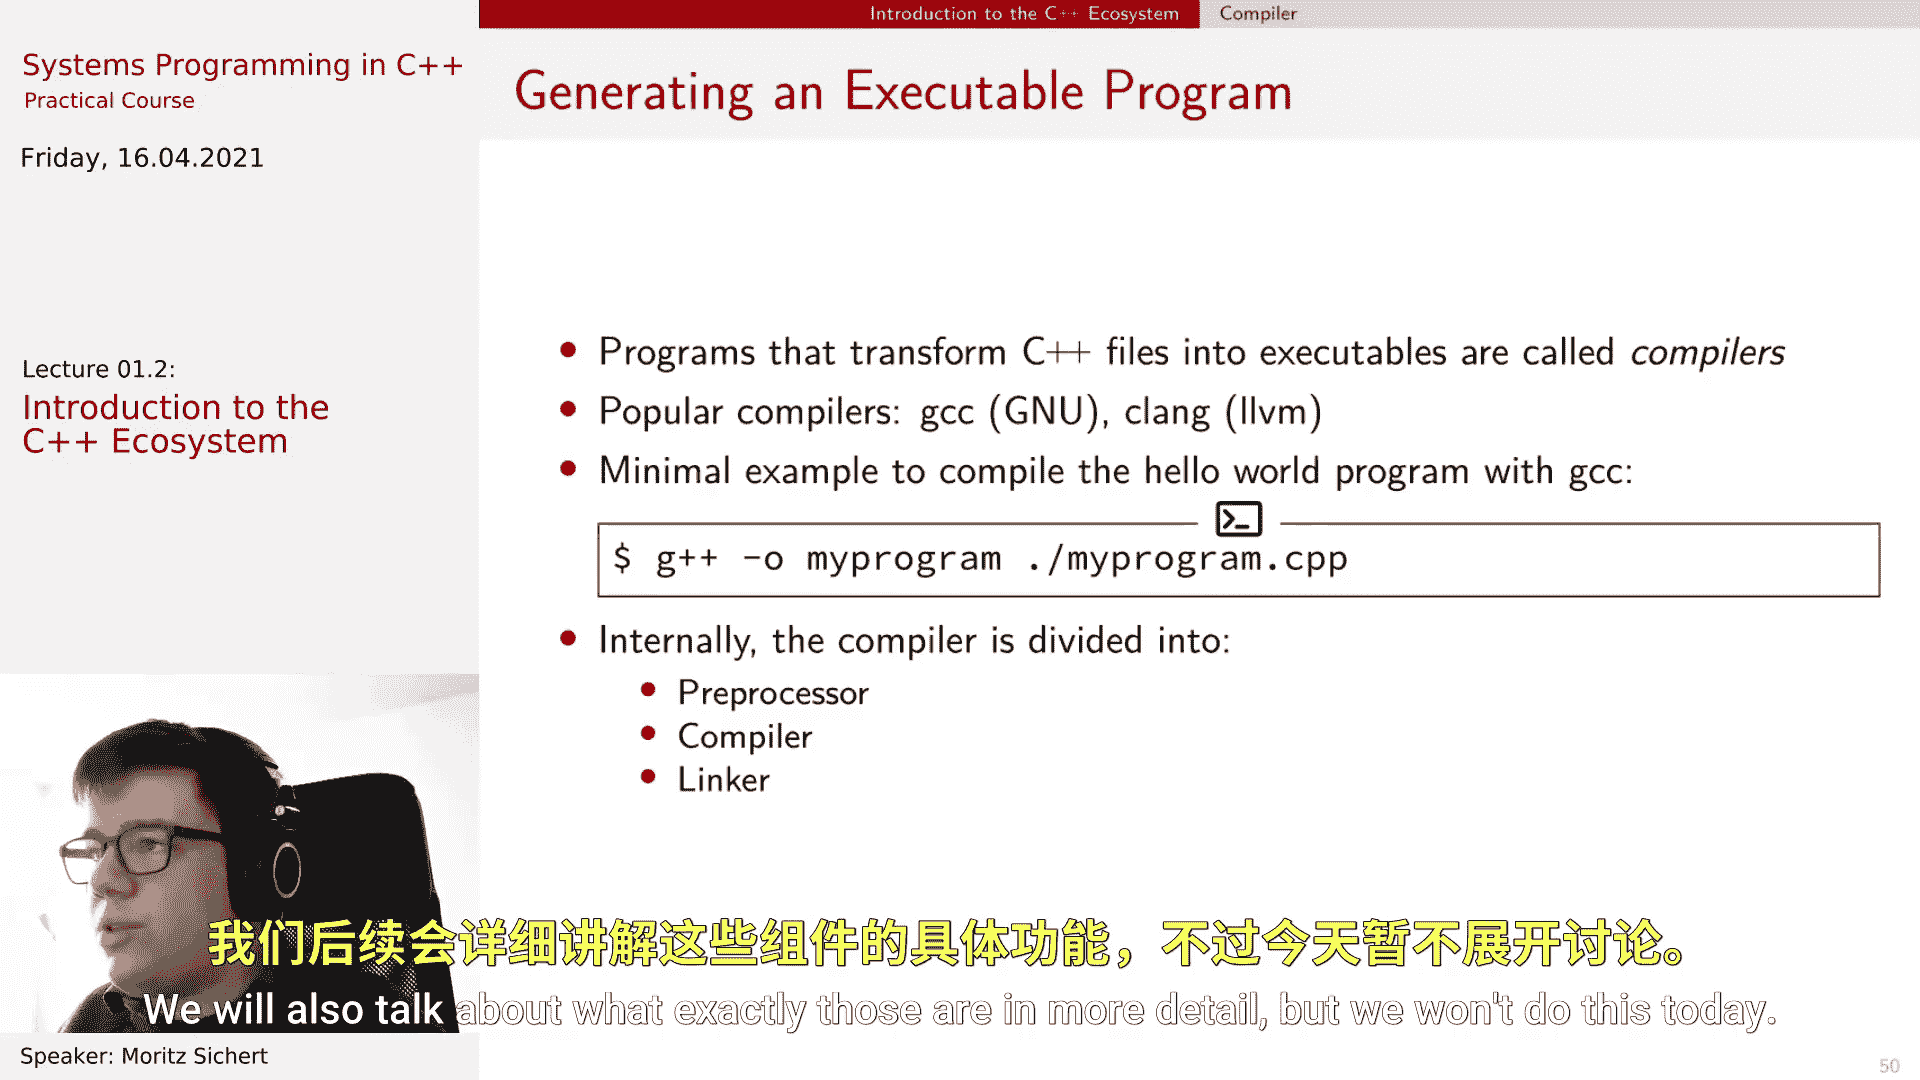 Introduction to the C++ Ecosystem
Compiler
Systems Programming in C++
Practical Course
Friday, 16.04.2021
Lecture 01.2:
Introduction to the
C++ Ecosystem
Generating an Executable Program
Programs that transform C++ files into executables are called compilers
Popular compilers: gcc (GNU), clang (llvm)
Minimal example to compile the hello world program with gcc:
$ g++ -o myprogram ./myprogram.cpp
Internally, the compiler is divided into:
Preprocessor
Compiler
Linker
我们后续会详细讲解这些组件的具体功能，不过今天暂不展开讨论。
We will also talk about what exactly those are in more detail, but we won't do this today.
Speaker: Moritz Sichert
50